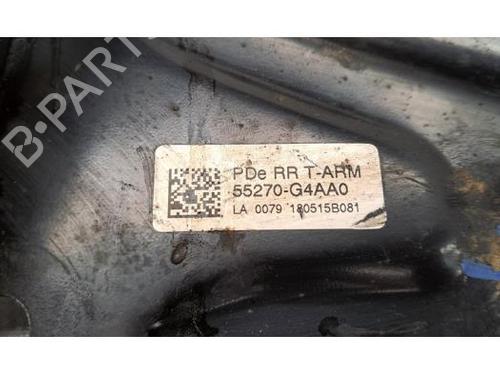 B-PARTS
PDe RR T-ARM
55270-G4AA0
LA 0079 180515B081